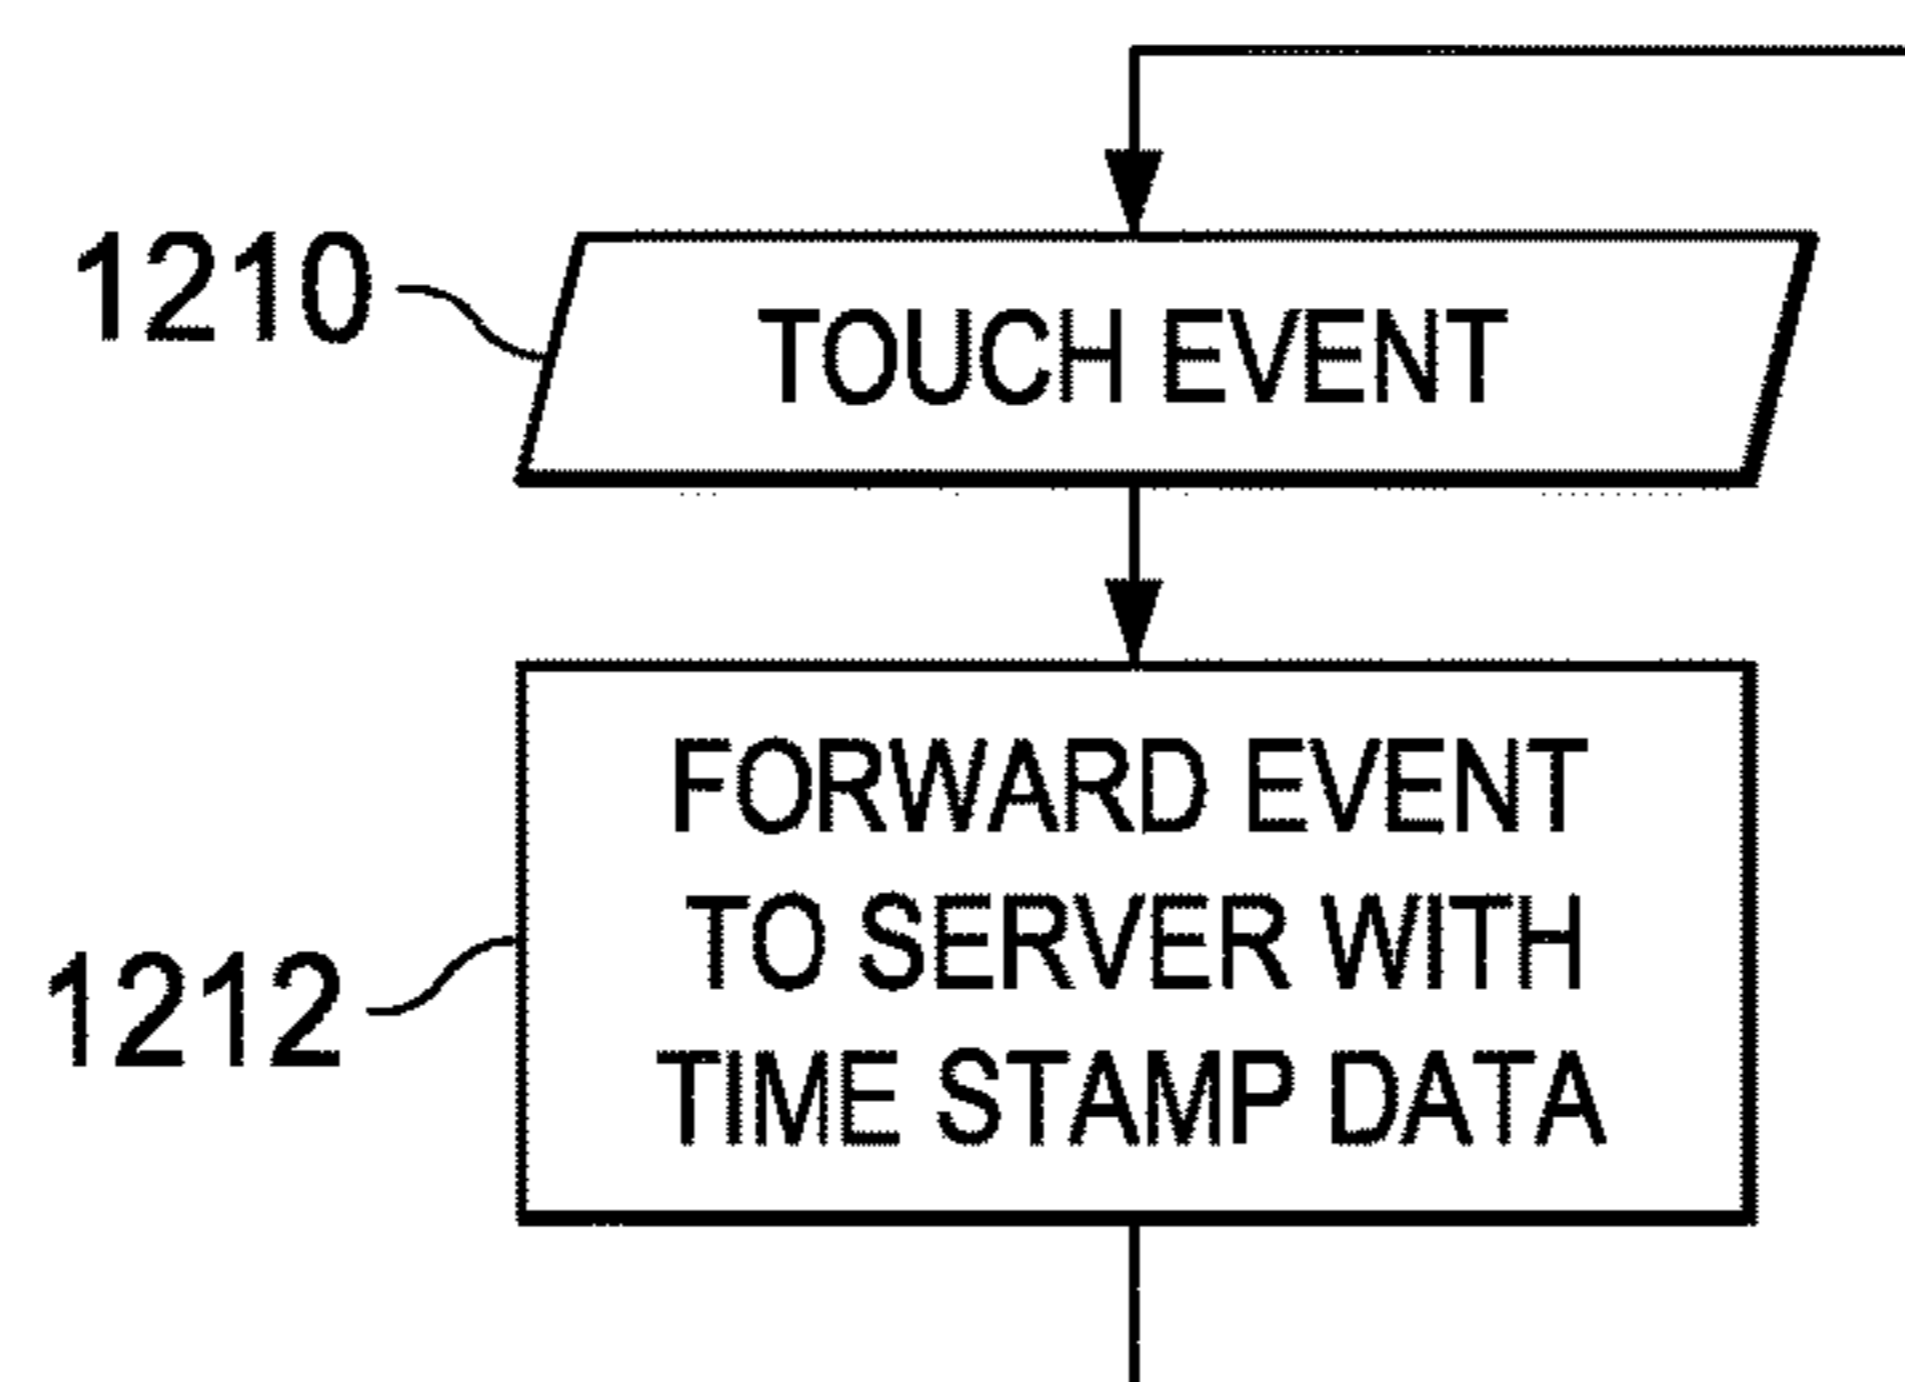 1210
TOUCH EVENT
1212
FORWARD EVENT
TO SERVER WITH
TIME STAMP DATA